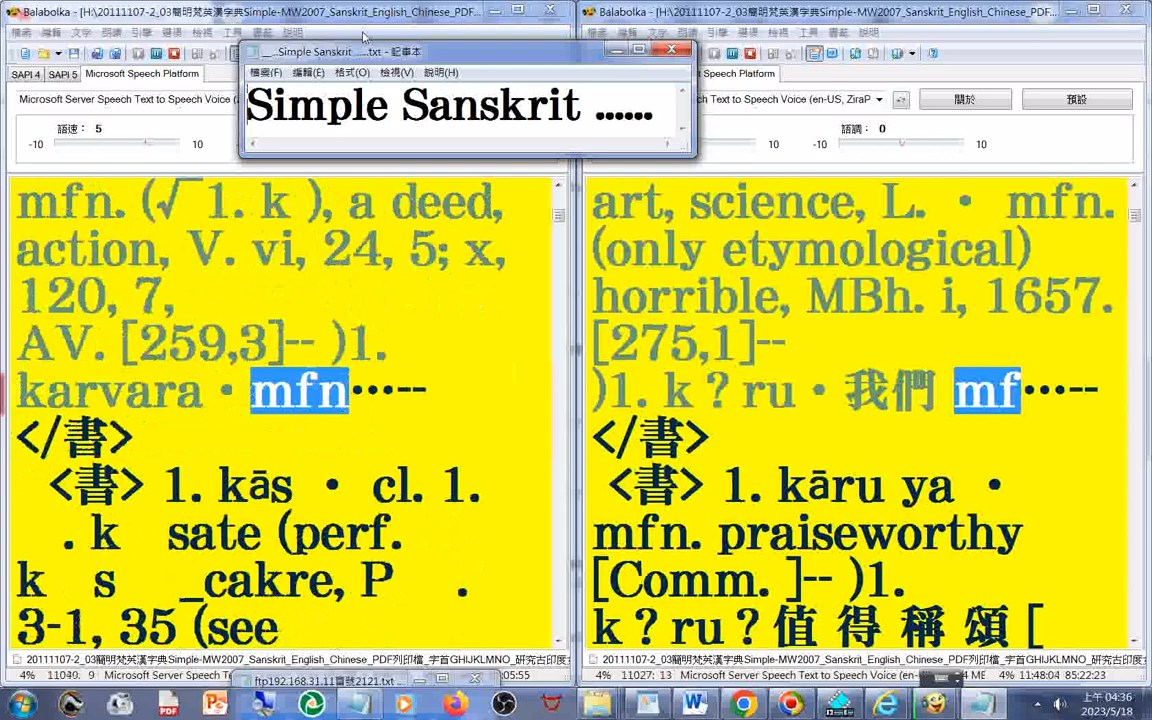 Balabolka - [H:\20111107-2_03簡明梵英漢字典Simple-MW2007_Sanskrit_English_Chinese_PDF...
Balabolka - [H:\20111107-2_03簡明梵英漢字典Simple-MW2007_Sanskrit_English_Chinese_PDF...
__...Simple Sanskrit ......txt - 記事本
檔案(F) 編輯(E) 格式(O) 檢視(V) 說明(H)
Simple Sanskrit ......
SAPI 4 SAPI 5 Microsoft Speech Platform
Speech Platform
Microsoft Server Speech Text to Speech Voice (
Text to Speech Voice (en-US, ZiraP
關於
預設
語速： 5
語調： 0
-10
10
10
-10
10
mfn. (√ 1. k ), a deed,
action, V. vi, 24, 5; x,
120, 7,
AV. [259,3]-- )1.
karvara · mfn…--
</書>
<書> 1. kās · cl. 1.
. k sate (perf.
k s _cakre, P .
3-1, 35 (see
art, science, L. · mfn.
(only etymological)
horrible, MBh. i, 1657.
[275,1]--
)1. k？ru · 我們 mf…--
</書>
<書> 1. kāru ya ·
mfn. praiseworthy
[Comm. ]-- )1.
k？ru？值得稱頌[
20111107-2_03簡明梵英漢字典Simple-MW2007_Sanskrit_English_Chinese_PDF列印檔_字首GHIJKLMNO_研究古印度
20111107-2_03簡明梵英漢字典Simple-MW2007_Sanskrit_English_Chinese_PDF列印檔_字首GHIJKLMNO_研究古印度
4% 11049: 9 Microsoft Speech Text to
:05:55
4% 11027: 13 Microsoft Speech Text to Speech Voice (en-
4% 11:48:04 85:22:23
上午 04:36
2023/5/18